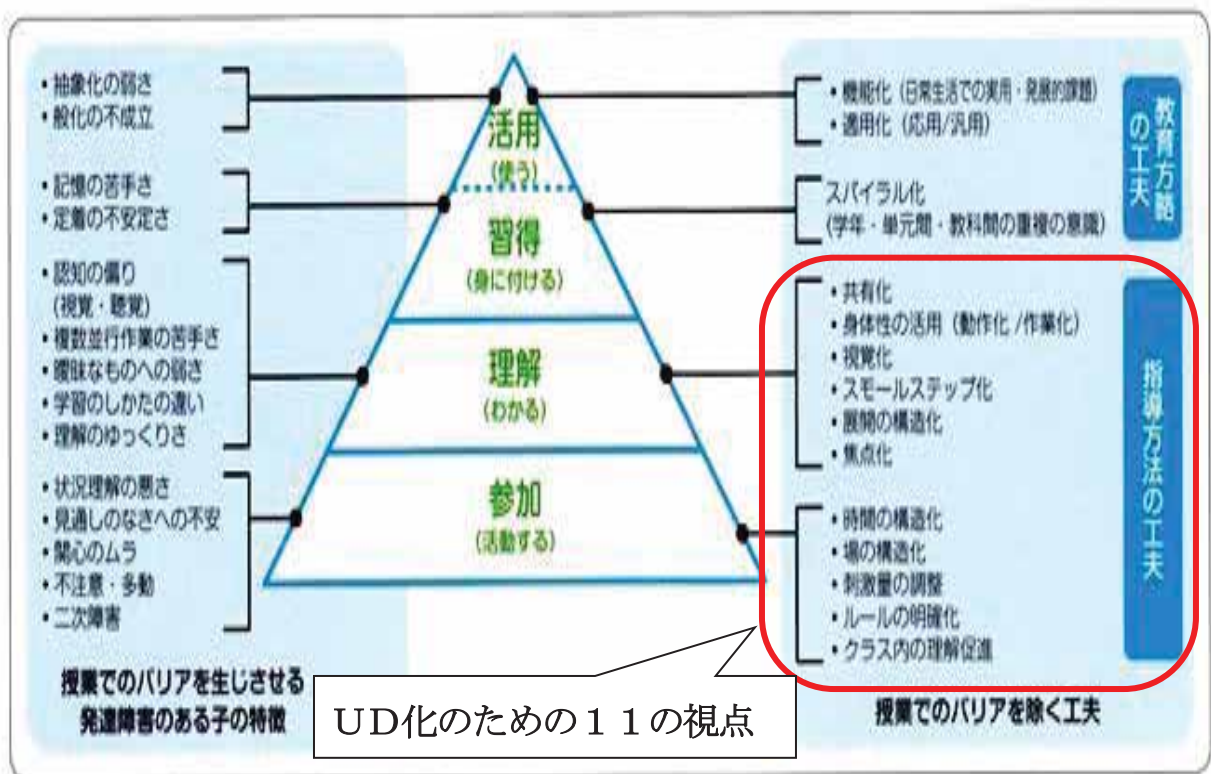 ・抽象化の弱さ
・般化の不成立
・記憶の苦手さ
・定着の不安定さ
・認知の偏り
(視覚・聴覚)
・複数並行作業の苦手さ
・曖昧なものへの弱さ
・学習のしかたの違い
・理解のゆっくりさ
・状況理解の悪さ
・見通しのなさへの不安
・関心のムラ
・不注意・多動
・二次障害
授業でのバリアを生じさせる
発達障害のある子の特徴
活用
(使う)
習得
(身に付ける)
理解
(わかる)
参加
(活動する)
・機能化(日常生活での実用・発展的課題)
・適用化(応用/汎用)
スパイラル化
(学年・単元間・教科間の重複の意識)
教育方略
の工夫
・共有化
・身体性の活用(動作化/作業化)
・視覚化
・スモールステップ化
・展開の構造化
・焦点化
・時間の構造化
・場の構造化
・刺激量の調整
・ルールの明確化
・クラス内の理解促進
指導方法の工夫
授業でのバリアを除く工夫
UD化のための11の視点